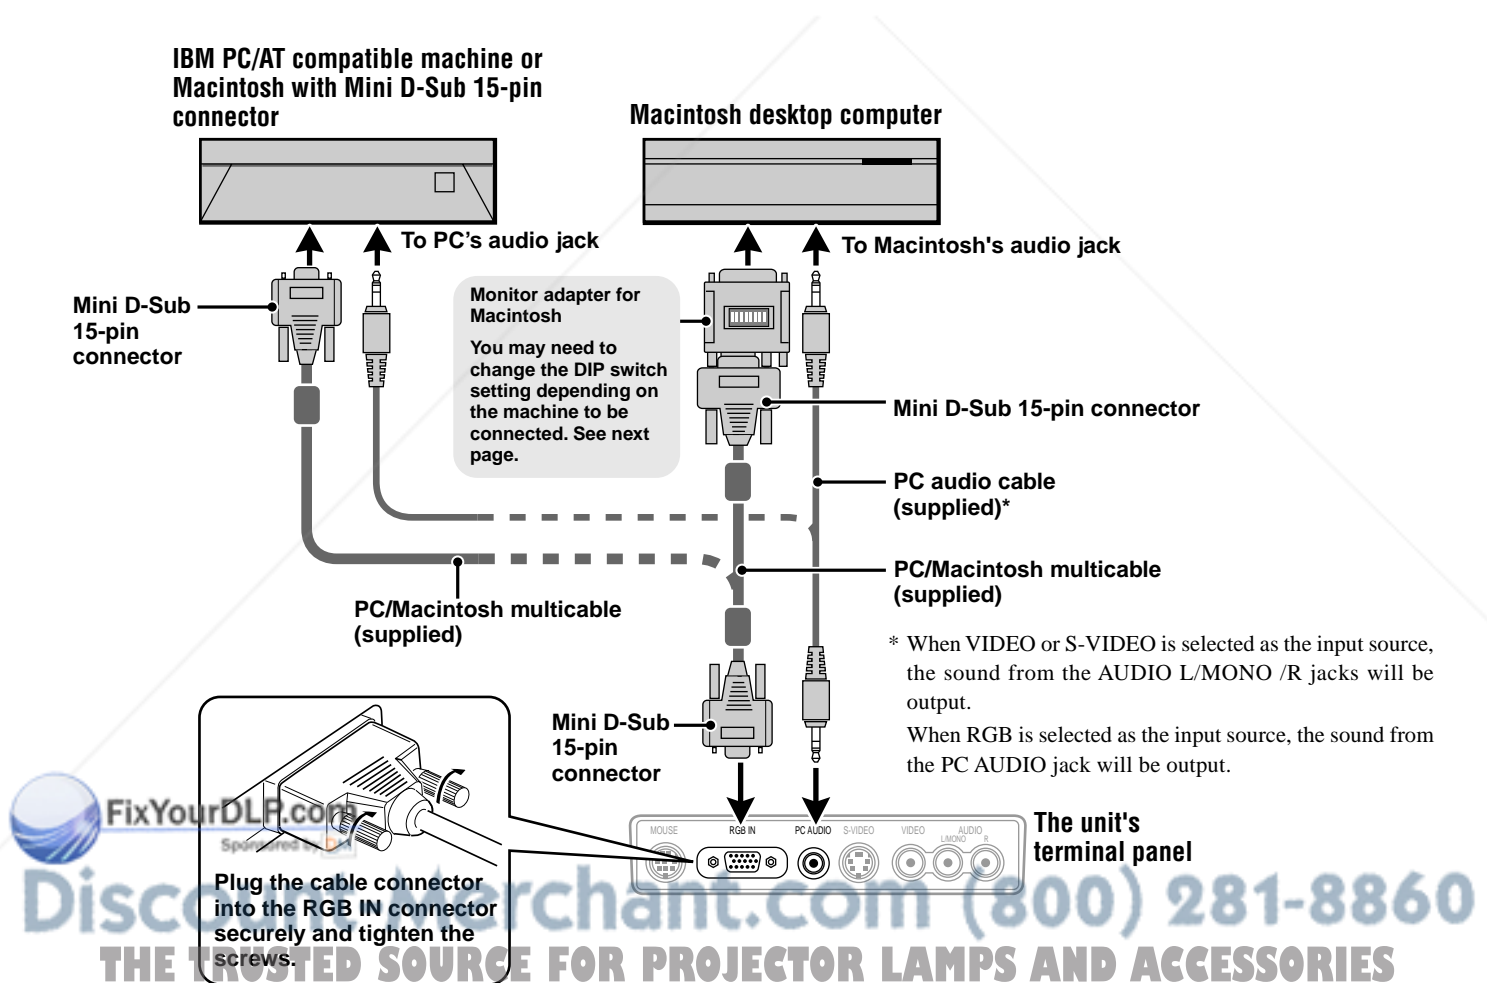 IBM PC/AT compatible machine or
Macintosh with Mini D-Sub 15-pin
connector
Macintosh desktop computer
To PC’s audio jack
To Macintosh's audio jack
Mini D-Sub
15-pin
connector
Monitor adapter for
Macintosh
You may need to
change the DIP switch
setting depending on
the machine to be
connected. See next
page.
Mini D-Sub 15-pin connector
PC audio cable
(supplied)*
PC/Macintosh multicable
(supplied)
PC/Macintosh multicable
(supplied)
* When VIDEO or S-VIDEO is selected as the input source,
the sound from the AUDIO L/MONO /R jacks will be
output.
When RGB is selected as the input source, the sound from
the PC AUDIO jack will be output.
Mini D-Sub
15-pin
connector
MOUSE
RGB IN
PC AUDIO
S-VIDEO
VIDEO
AUDIO
L/MONO
R
The unit's
terminal panel
Plug the cable connector
into the RGB IN connector
securely and tighten the
screws.
FixYourDLP.com
Sponsored by DM
Discount-Merchant.com (800) 281-8860
THE TRUSTED SOURCE FOR PROJECTOR LAMPS AND ACCESSORIES